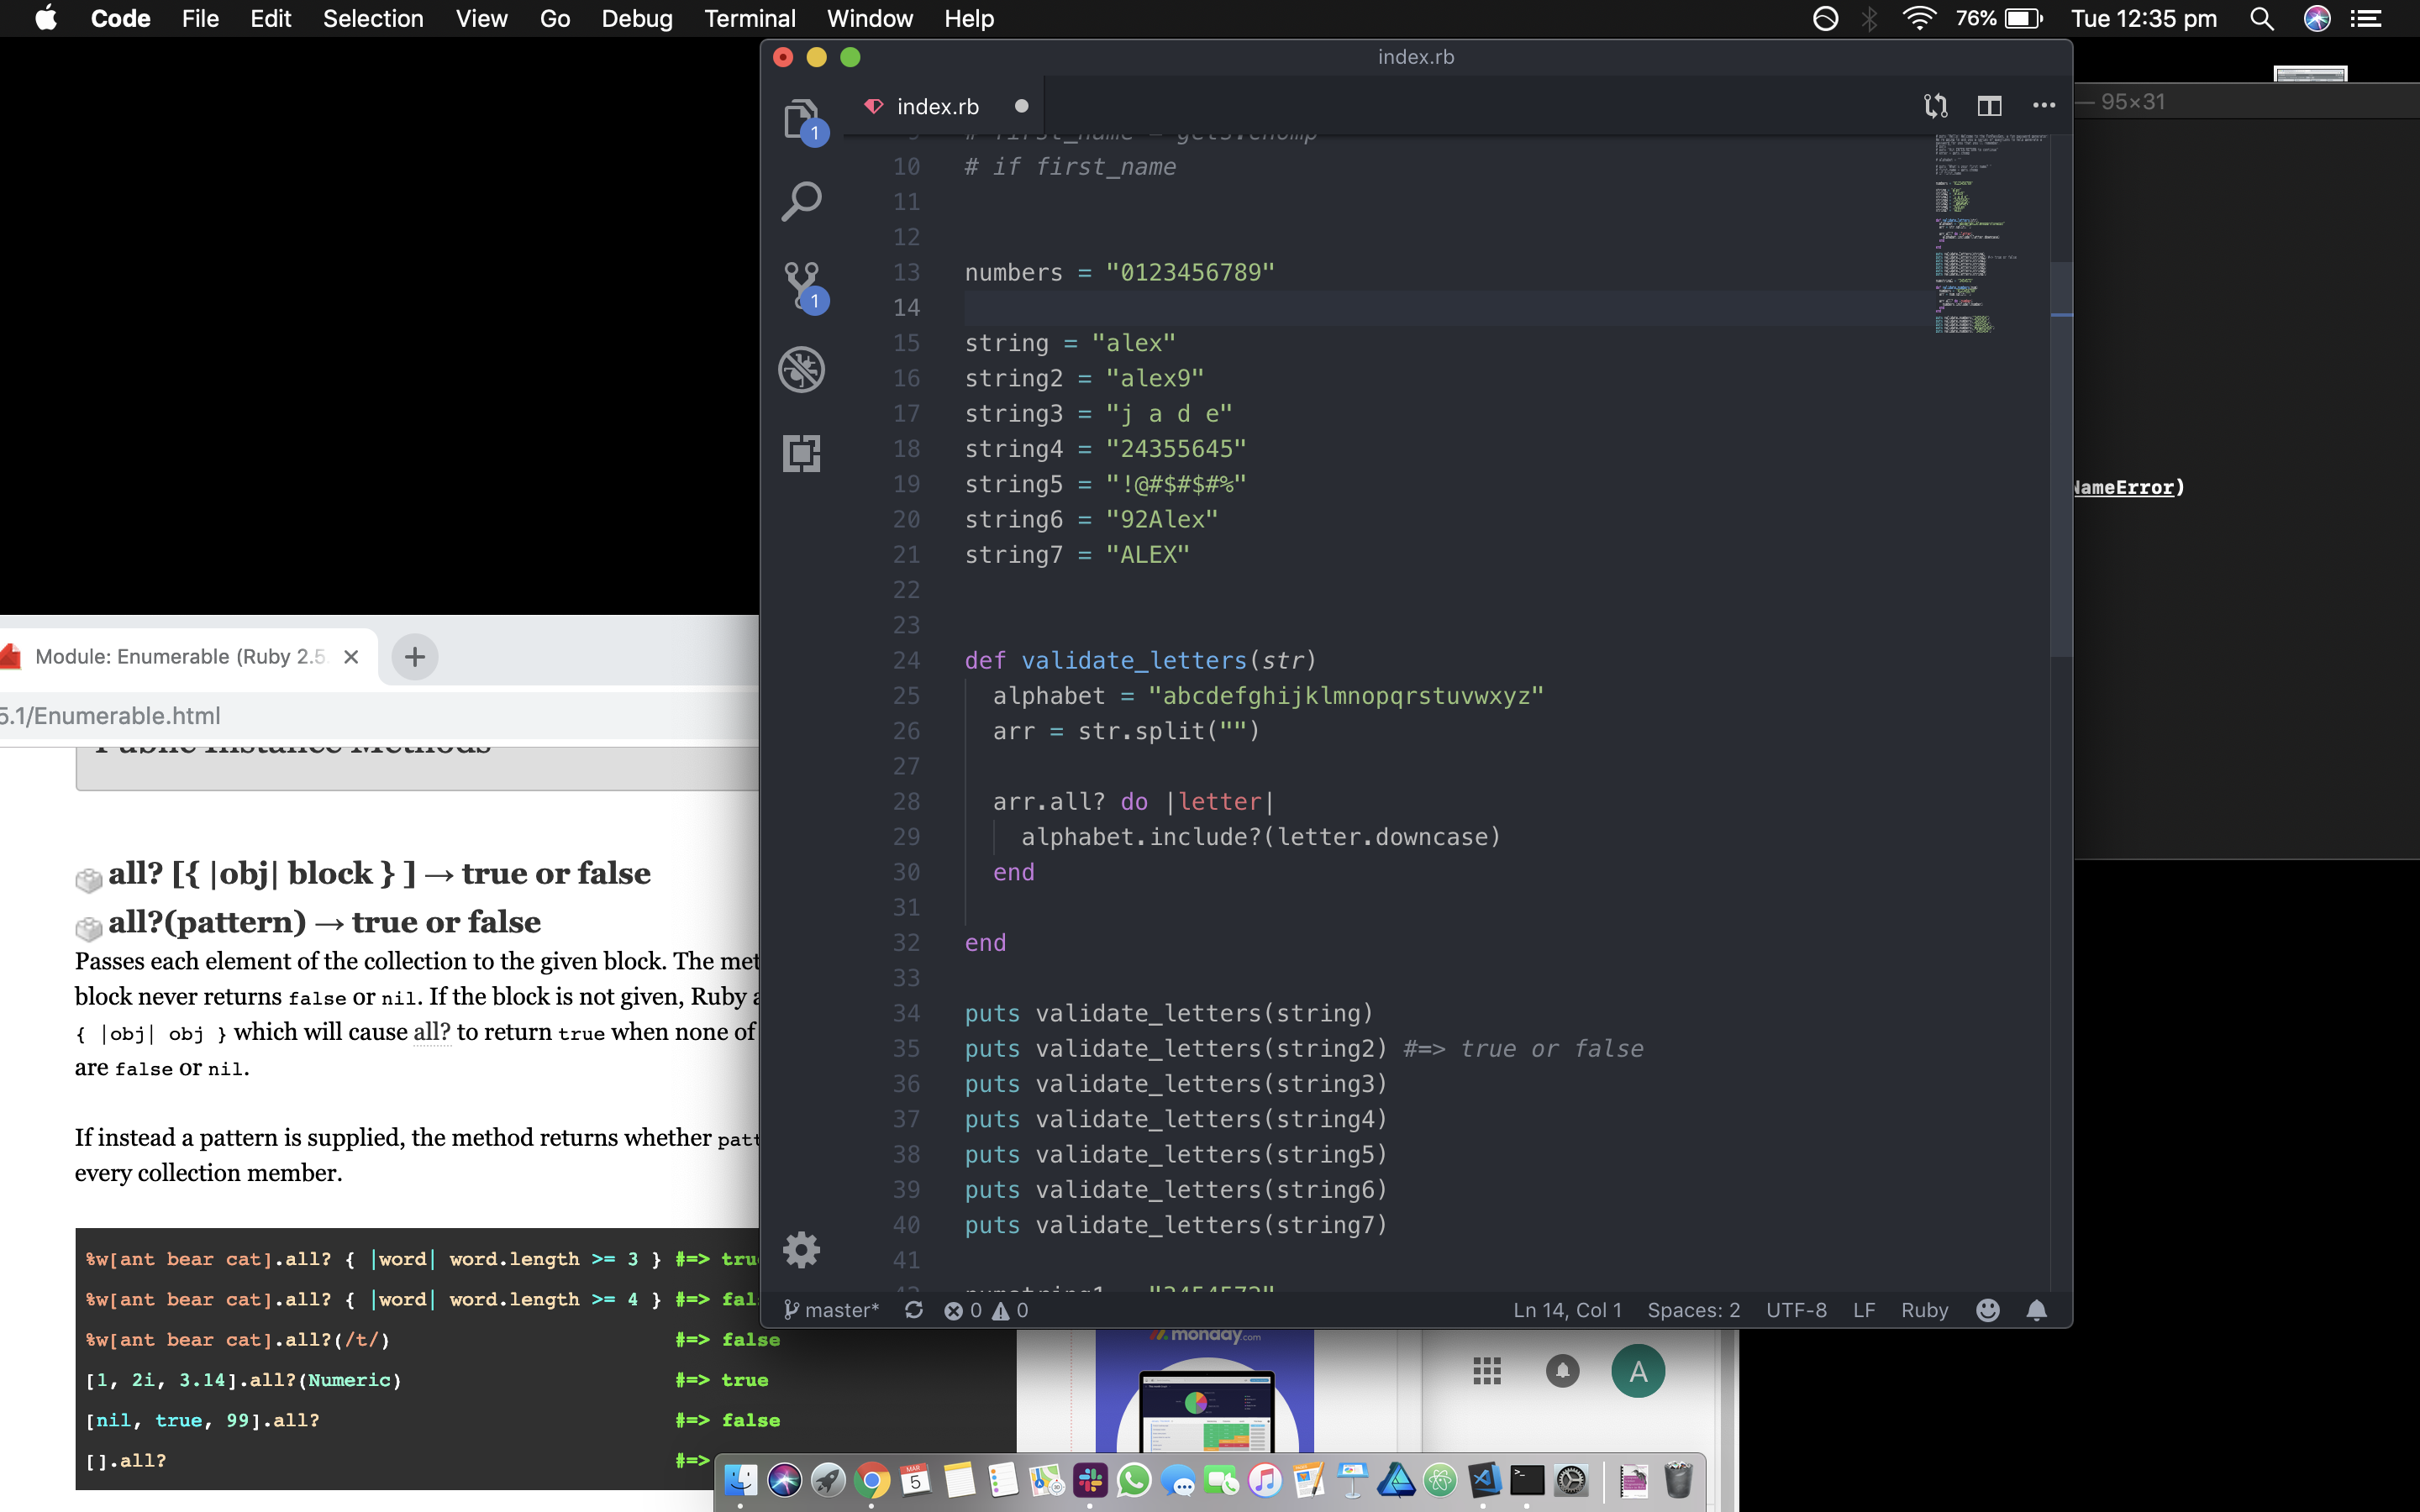 Code File Edit Selection View Go Debug Terminal Window Help
76% Tue 12:35 pm
index.rb
index.rb
1
1
# first_name = gets.chomp
10 # if first_name
11
12
13 numbers = "0123456789"
14
15 string = "alex"
16 string2 = "alex9"
17 string3 = "j a d e"
18 string4 = "24355645"
19 string5 = "!@#$#$#%"
20 string6 = "92Alex"
21 string7 = "ALEX"
22
23
24 def validate_letters(str)
25 alphabet = "abcdefghijklmnopqrstuvwxyz"
26 arr = str.split("")
27
28 arr.all? do |letter|
29 alphabet.include?(letter.downcase)
30 end
31
32 end
33
34 puts validate_letters(string)
35 puts validate_letters(string2) #=> true or false
36 puts validate_letters(string3)
37 puts validate_letters(string4)
38 puts validate_letters(string5)
39 puts validate_letters(string6)
40 puts validate_letters(string7)
41
master* 0 0 Ln 14, Col 1 Spaces: 2 UTF-8 LF Ruby
— 95×31
NameError)
Module: Enumerable (Ruby 2.5.
5.1/Enumerable.html
Public Instance Methods
all? [{ |obj| block } ] → true or false
all?(pattern) → true or false
Passes each element of the collection to the given block. The
block never returns false or nil. If the block is not given, Ruby
{ |obj| obj } which will cause all? to return true when none of
are false or nil.
If instead a pattern is supplied, the method returns whether
every collection member.
%w[ant bear cat].all? { |word| word.length >= 3 } #=> tru
%w[ant bear cat].all? { |word| word.length >= 4 } #=> fal
%w[ant bear cat].all?(/t/) #=> false
[1, 2i, 3.14].all?(Numeric) #=> true
[nil, true, 99].all? #=> false
[].all? #=>
monday.com
A
MAR
5